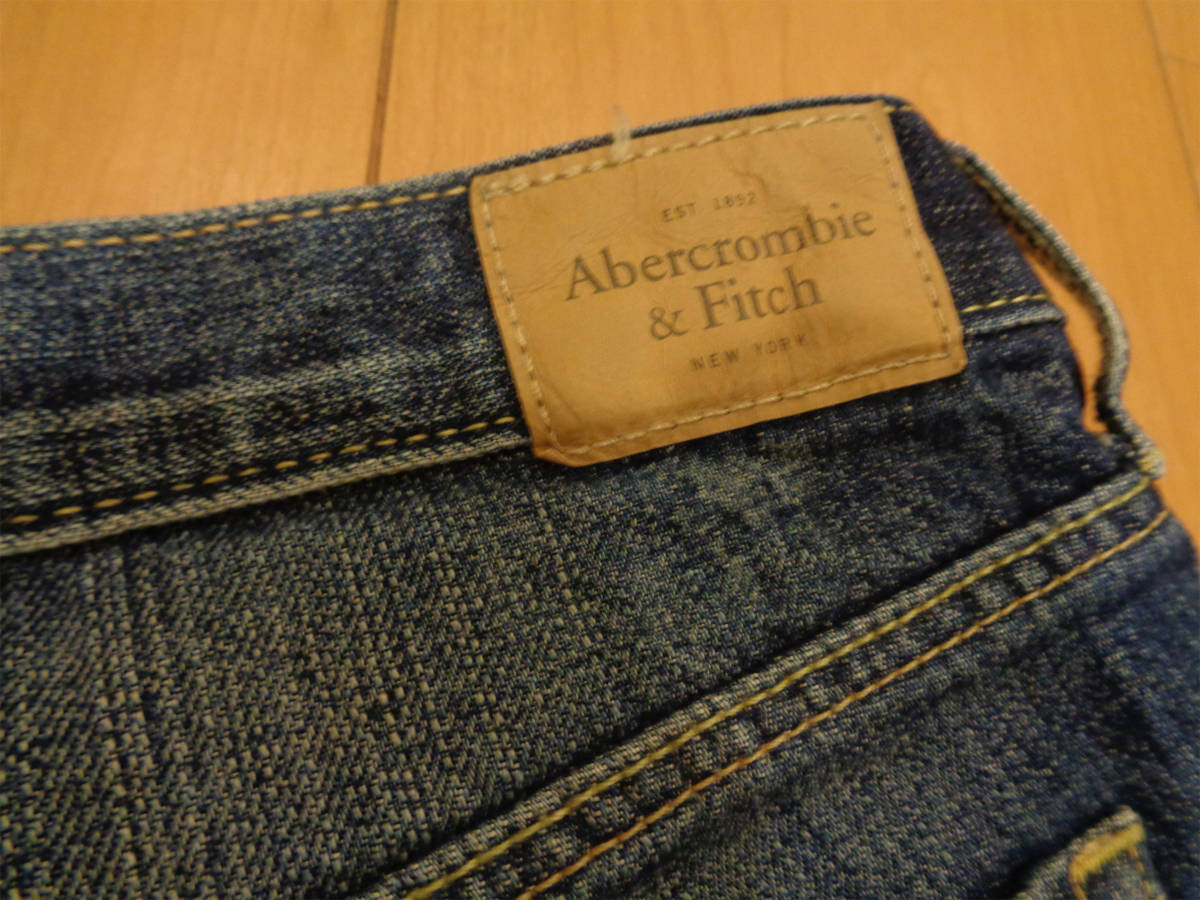 EST 1892
Abercrombie
& Fitch
NEW YORK